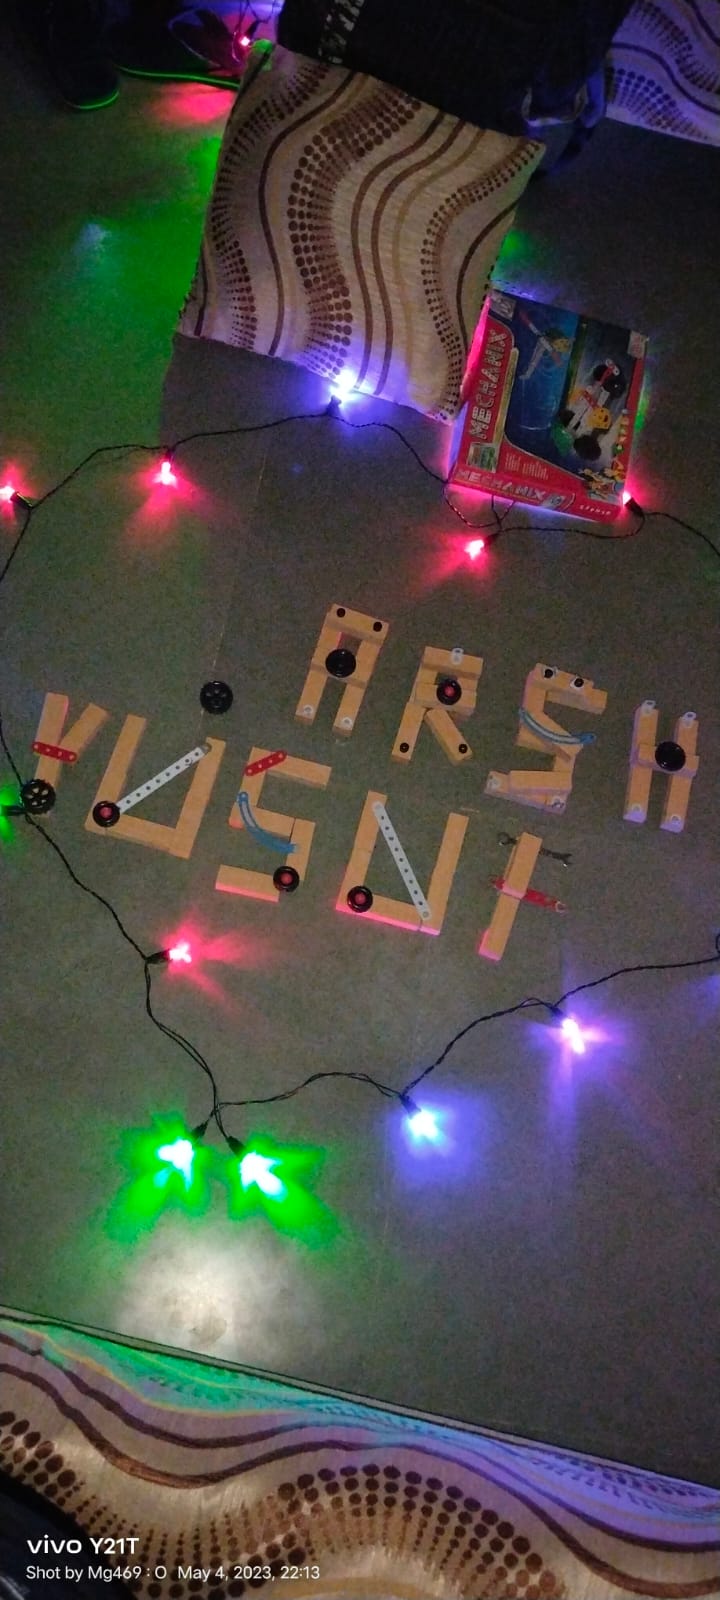 MECHANIX
MECHANIX
ARSH
YUSUf
vivo Y21T
Shot by Mg469 : O May 4, 2023, 22:13